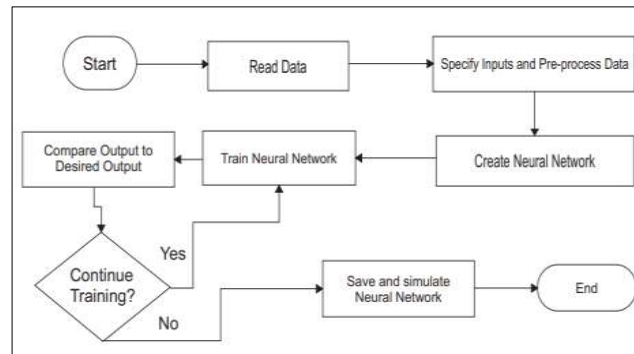 Start
Read Data
Specify Inputs and Pre-process Data
Create Neural Network
Train Neural Network
Compare Output to
Desired Output
Continue
Training?
Yes
No
Save and simulate
Neural Network
End